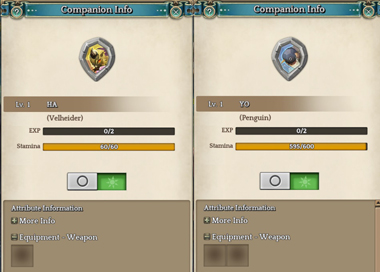 Companion Info
Lv. 1 HA
(Velheider)
EXP 0/2
Stamina 60/60
Attribute Information
More Info
Equipment - Weapon
Companion Info
Lv. 1 YO
(Penguin)
EXP 0/2
Stamina 595/600
Attribute Information
More Info
Equipment - Weapon